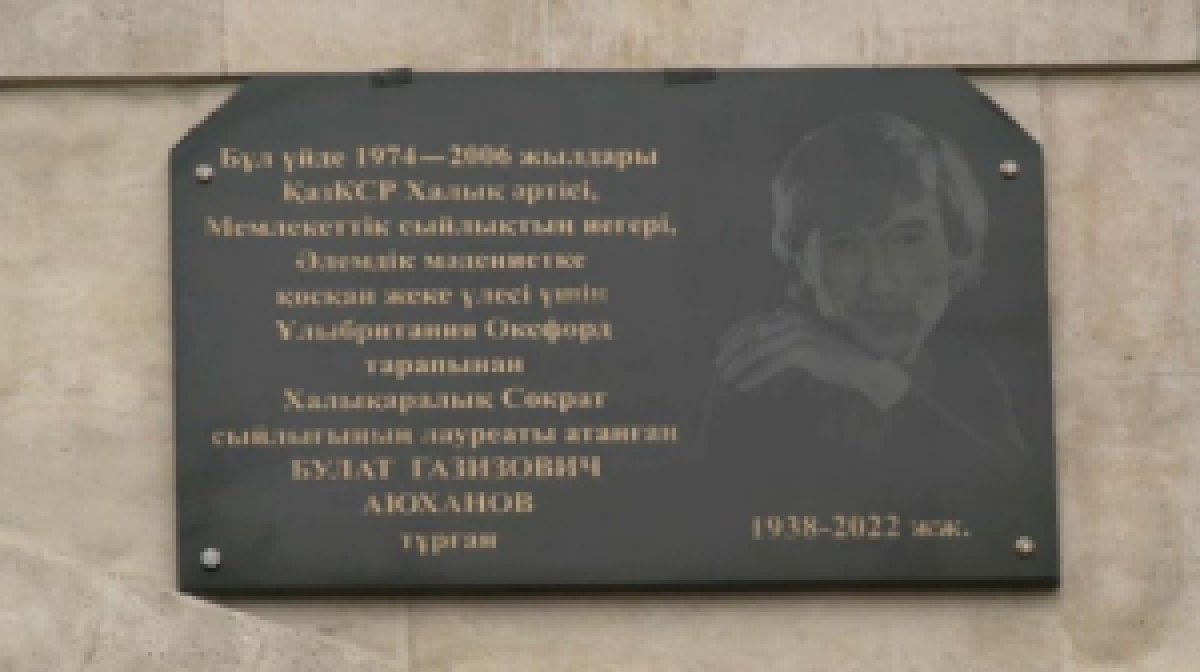 Бұл үйде 1974—2006 жылдары
ҚазКСР Халық әртісі,
Мемлекеттік сыйлықтың иегері,
Әлемдік мәдениетке
қосқан жеке үлесі үшін
Ұлыбритания Оксфорд
тарапынан
Халықаралық Сократ
сыйлығының лауреаты атанған
БУЛАТ ГАЗИЗОВИЧ
АЮХАНОВ
тұрған
1938-2022 жж.